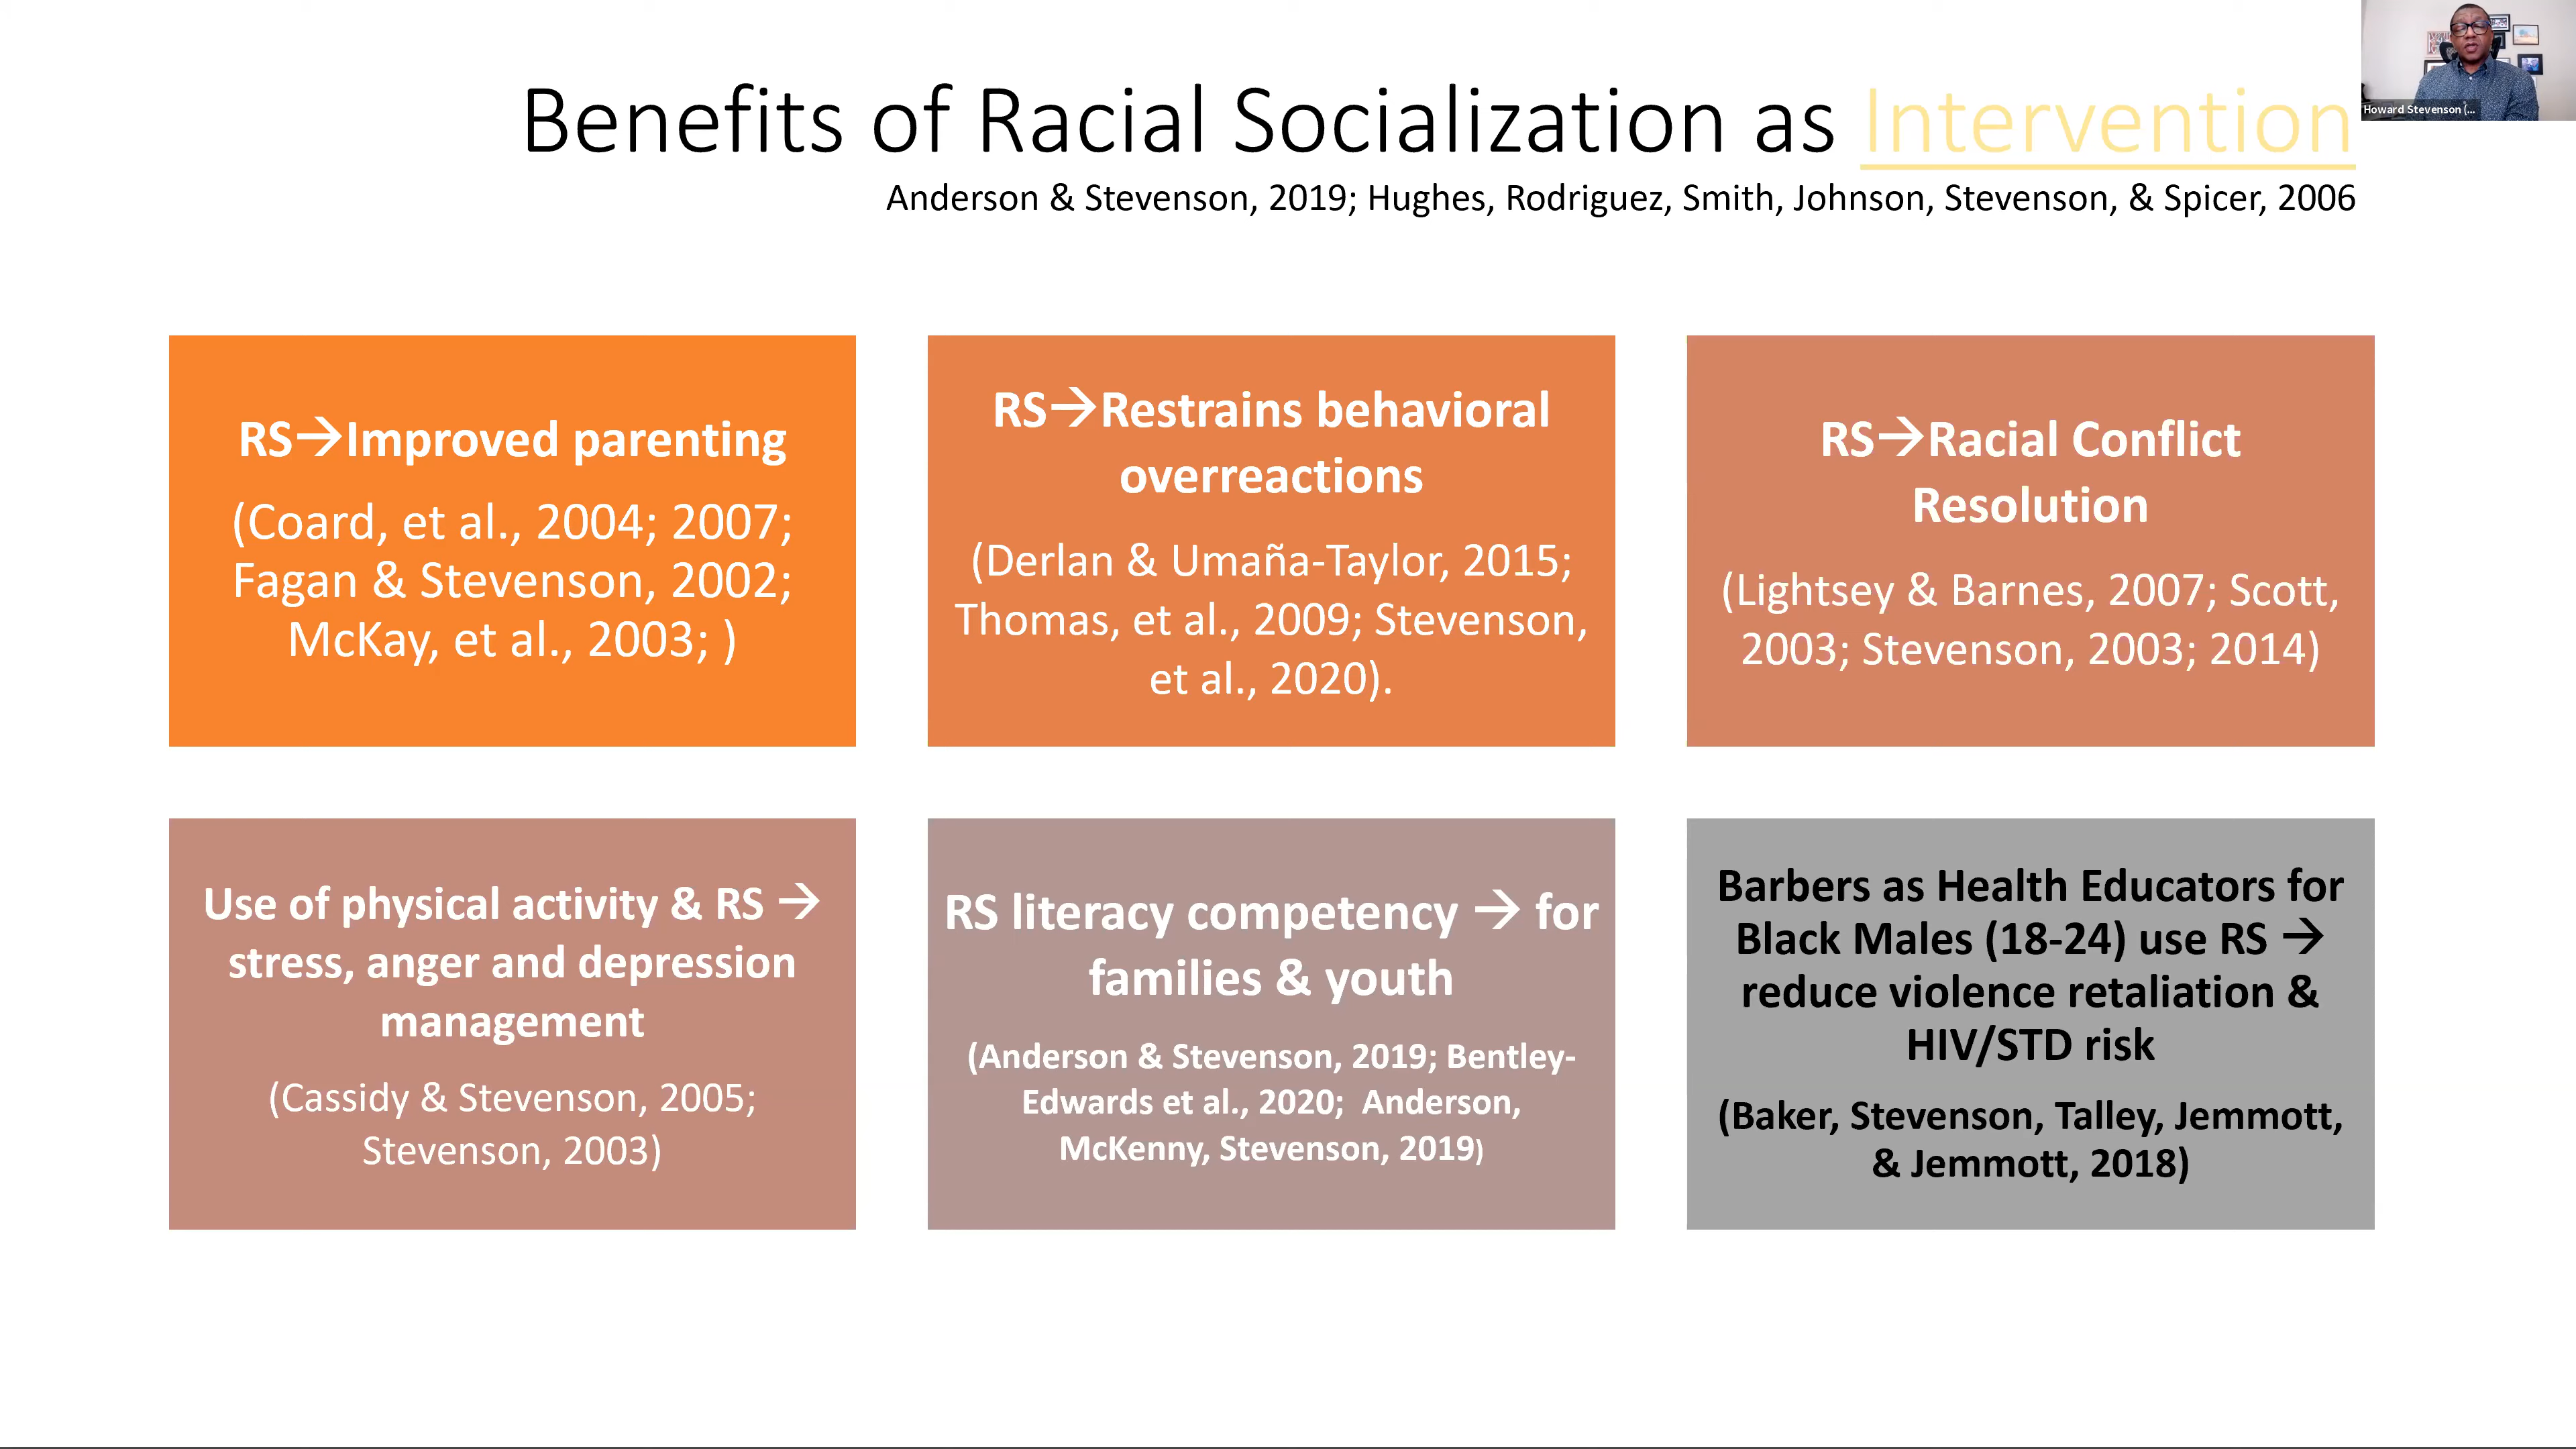 Benefits of Racial Socialization as Intervention
Howard Stevenson (...
Anderson & Stevenson, 2019; Hughes, Rodriguez, Smith, Johnson, Stevenson, & Spicer, 2006
RS→Improved parenting
(Coard, et al., 2004; 2007;
Fagan & Stevenson, 2002;
McKay, et al., 2003; )
RS→Restrains behavioral
overreactions
(Derlan & Umaña-Taylor, 2015;
Thomas, et al., 2009; Stevenson,
et al., 2020).
RS→Racial Conflict
Resolution
(Lightsey & Barnes, 2007; Scott,
2003; Stevenson, 2003; 2014)
Use of physical activity & RS →
stress, anger and depression
management
(Cassidy & Stevenson, 2005;
Stevenson, 2003)
RS literacy competency → for
families & youth
(Anderson & Stevenson, 2019; Bentley-
Edwards et al., 2020;  Anderson,
McKenny, Stevenson, 2019)
Barbers as Health Educators for
Black Males (18-24) use RS →
reduce violence retaliation &
HIV/STD risk
(Baker, Stevenson, Talley, Jemmott,
& Jemmott, 2018)